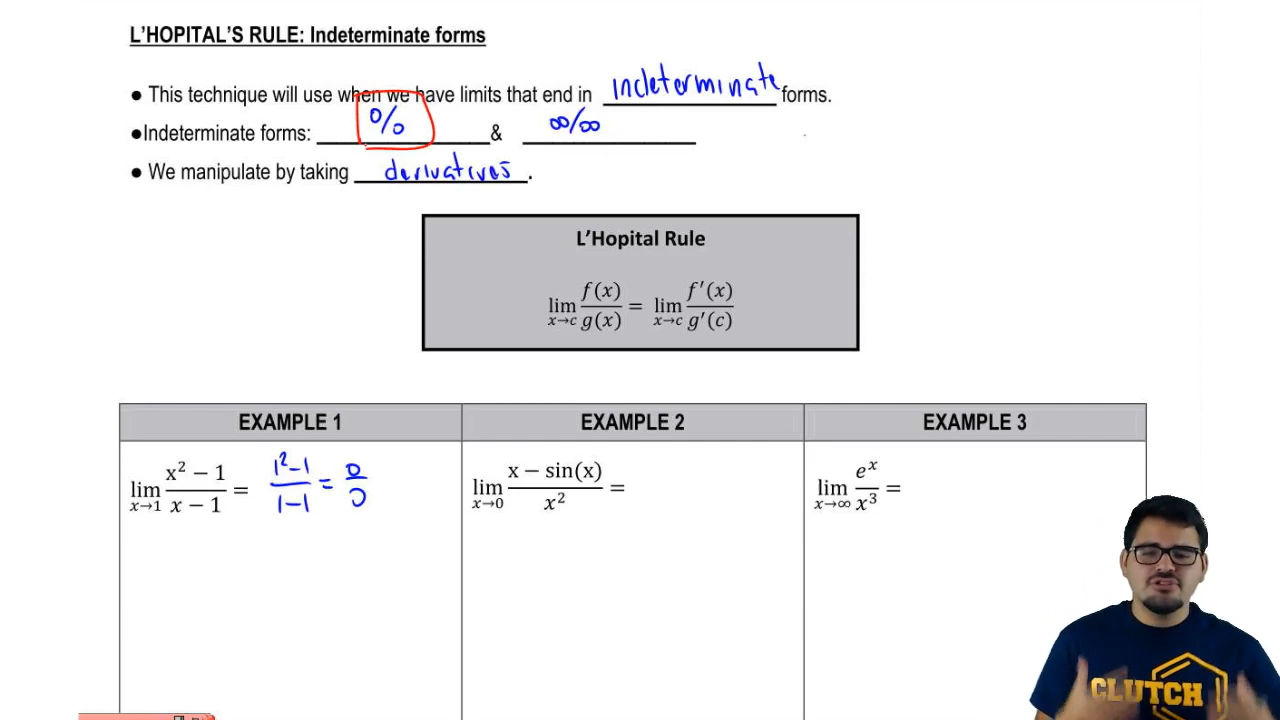 L'HOPITAL'S RULE: Indeterminate forms
● This technique will use when we have limits that end in indeterminate forms.
●Indeterminate forms: 0/0 & ∞/∞
● We manipulate by taking derivatives.
L'Hopital Rule
lim x→c f(x)/g(x) = lim x→c f′(x)/g′(c)
EXAMPLE 1 EXAMPLE 2 EXAMPLE 3
lim x→1 (x² − 1)/(x − 1) = (1² − 1)/(1 − 1) = 0/0
lim x→0 (x − sin(x))/x² =
lim x→∞ eˣ/x³ =
CLUTCH